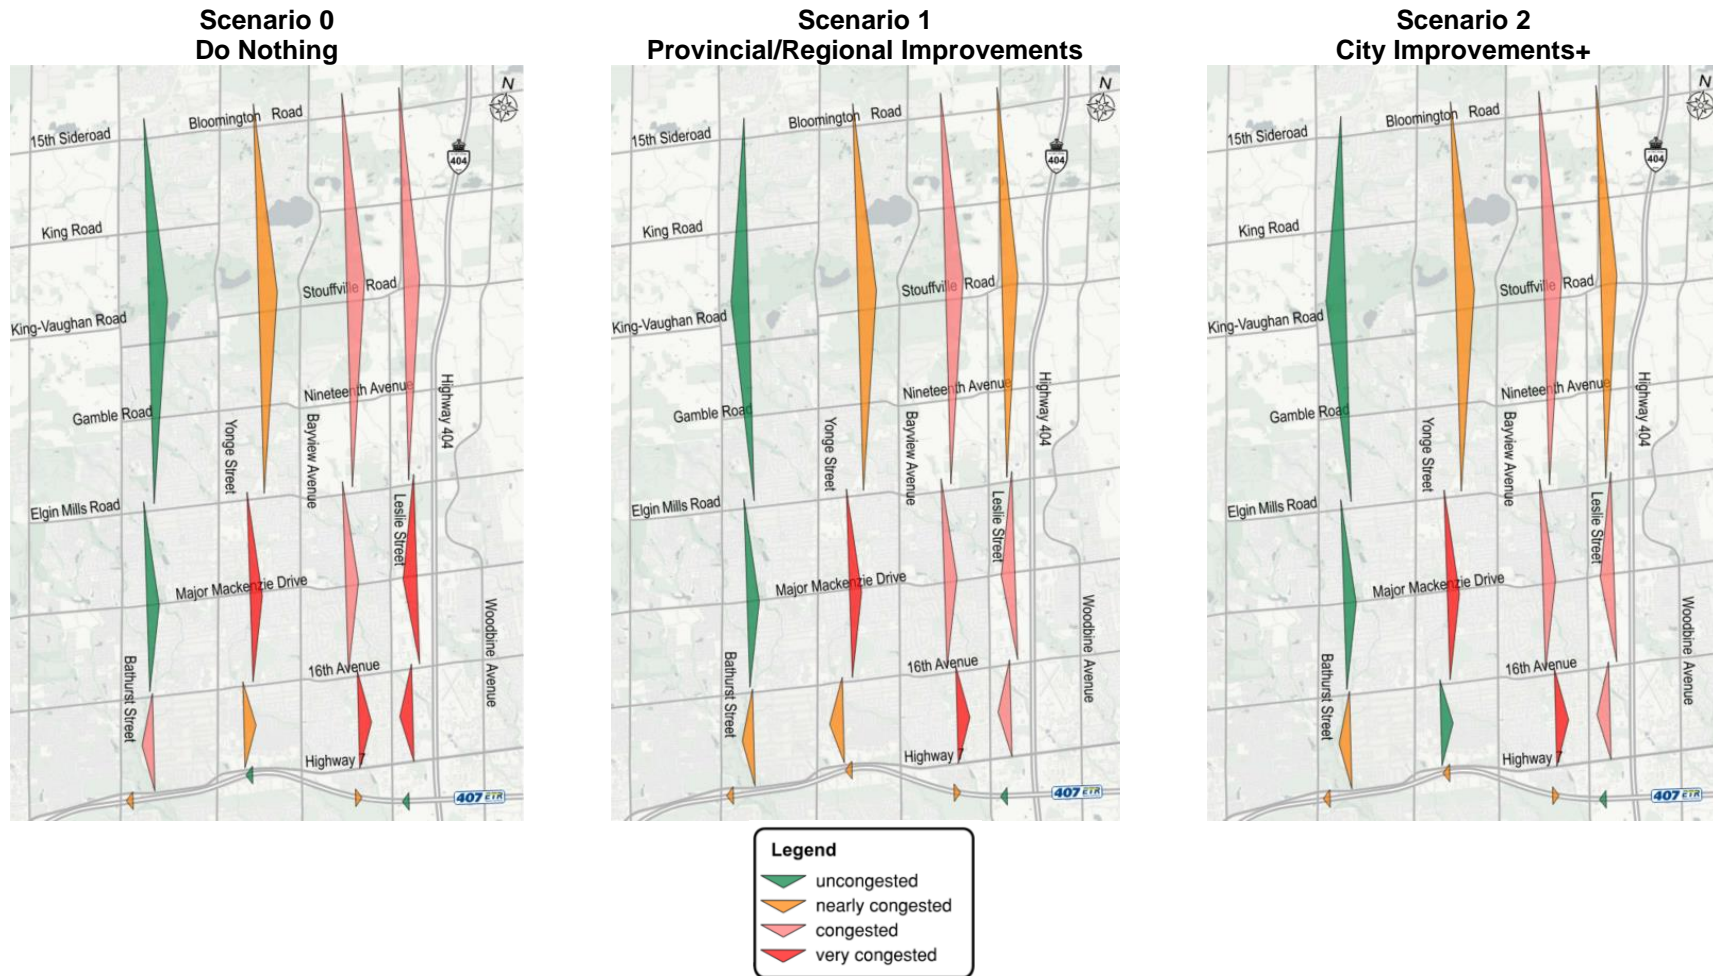 Scenario 0
Do Nothing
N
Bloomington Road
15th Sideroad
404
King Road
Stouffville Road
King-Vaughan Road
Nineteenth Avenue
Highway 404
Gamble Road
Yonge Street
Bayview Avenue
Elgin Mills Road
Leslie Street
Major Mackenzie Drive
Woodbine Avenue
16th Avenue
Bathurst Street
Highway 7
407 ETR
Scenario 1
Provincial/Regional Improvements
N
Bloomington Road
15th Sideroad
404
King Road
Stouffville Road
King-Vaughan Road
Nineteenth Avenue
Highway 404
Gamble Road
Yonge Street
Bayview Avenue
Elgin Mills Road
Leslie Street
Major Mackenzie Drive
Woodbine Avenue
16th Avenue
Bathurst Street
Highway 7
407 ETR
Scenario 2
City Improvements+
N
Bloomington Road
15th Sideroad
404
King Road
Stouffville Road
King-Vaughan Road
Nineteenth Avenue
Highway 404
Gamble Road
Yonge Street
Bayview Avenue
Elgin Mills Road
Leslie Street
Major Mackenzie Drive
Woodbine Avenue
16th Avenue
Bathurst Street
Highway 7
407 ETR
Legend
uncongested
nearly congested
congested
very congested